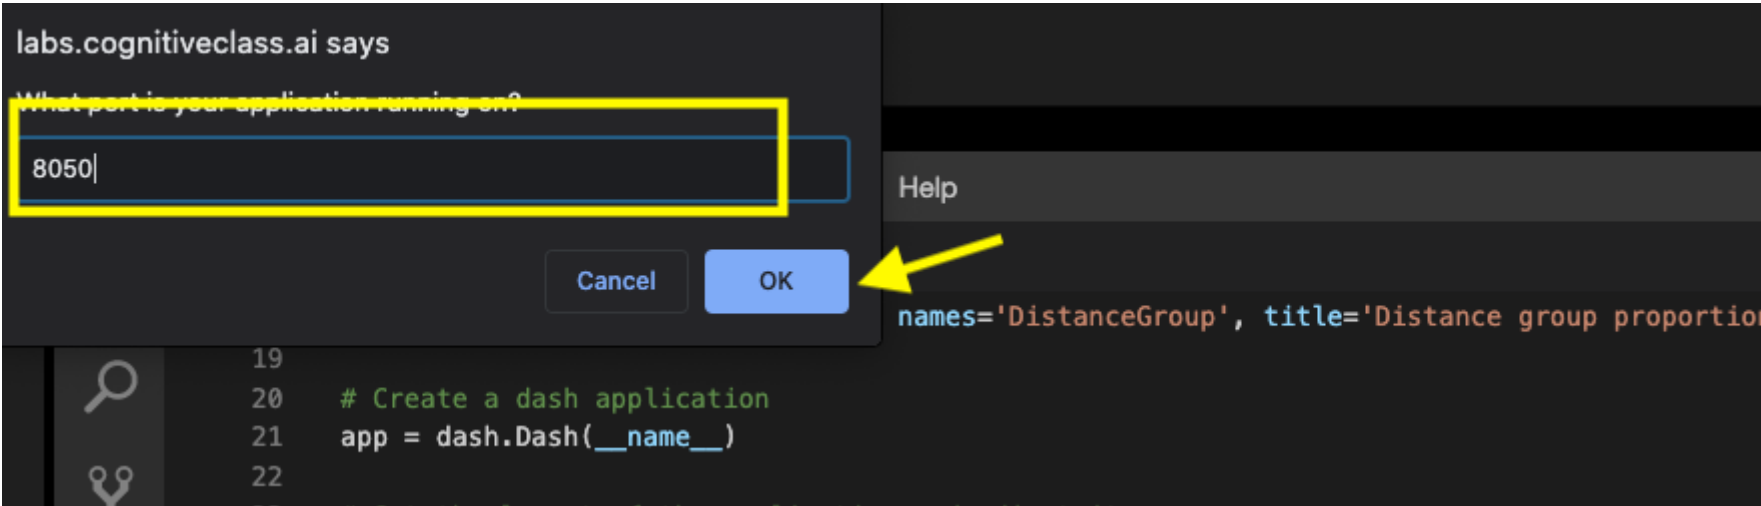 labs.cognitiveclass.ai says
What port is your application running on?
8050
Cancel
OK
Help
names='DistanceGroup', title='Distance group proportion
19
20 # Create a dash application
21 app = dash.Dash(__name__)
22